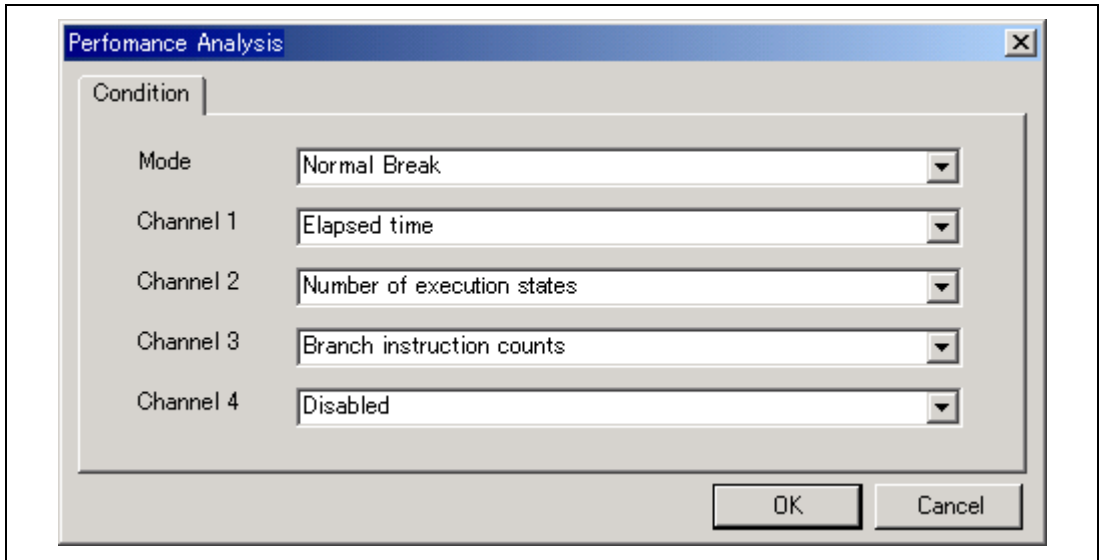 Perfomance Analysis
Condition
Mode
Normal Break
Channel 1
Elapsed time
Channel 2
Number of execution states
Channel 3
Branch instruction counts
Channel 4
Disabled
OK
Cancel